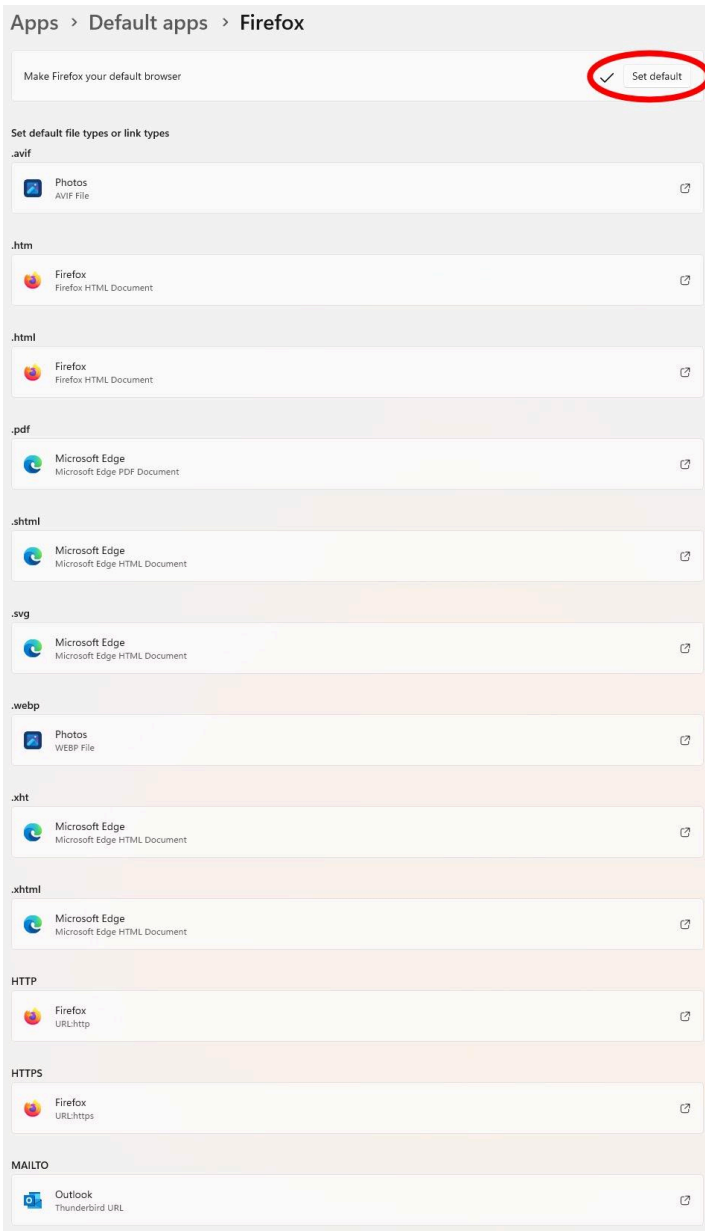 Apps > Default apps > Firefox
Make Firefox your default browser
Set default
Set default file types or link types
.avif
Photos
AVIF File
.htm
Firefox
Firefox HTML Document
.html
Firefox
Firefox HTML Document
.pdf
Microsoft Edge
Microsoft Edge PDF Document
.shtml
Microsoft Edge
Microsoft Edge HTML Document
.svg
Microsoft Edge
Microsoft Edge HTML Document
.webp
Photos
WEBP File
.xht
Microsoft Edge
Microsoft Edge HTML Document
.xhtml
Microsoft Edge
Microsoft Edge HTML Document
HTTP
Firefox
URL:http
HTTPS
Firefox
URL:https
MAILTO
Outlook
Thunderbird URL